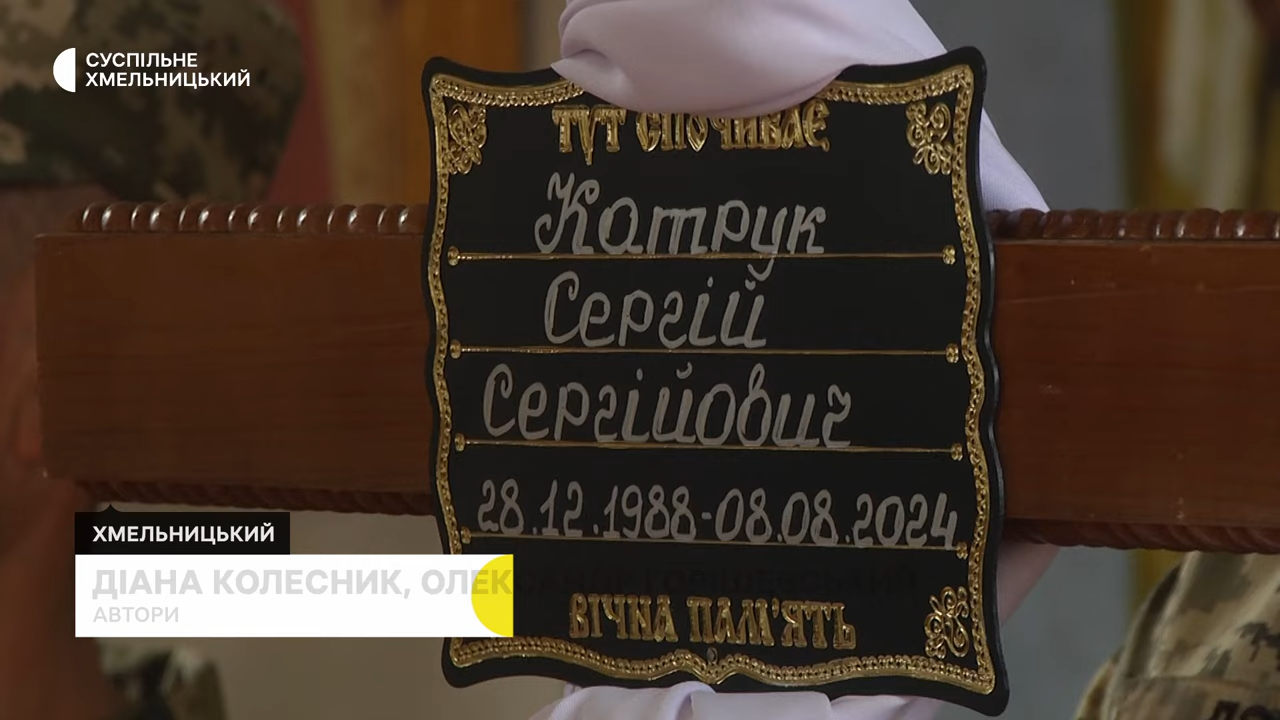 СУСПІЛЬНЕ
ХМЕЛЬНИЦЬКИЙ
ТУТ СПОЧИВАЄ
Катрук
Сергій
Сергійович
28.12.1988-08.08.2024
ВІЧНА ПАМ'ЯТЬ
ХМЕЛЬНИЦЬКИЙ
ДІАНА КОЛЕСНИК, ОЛЕКСАНДР
АВТОРИ